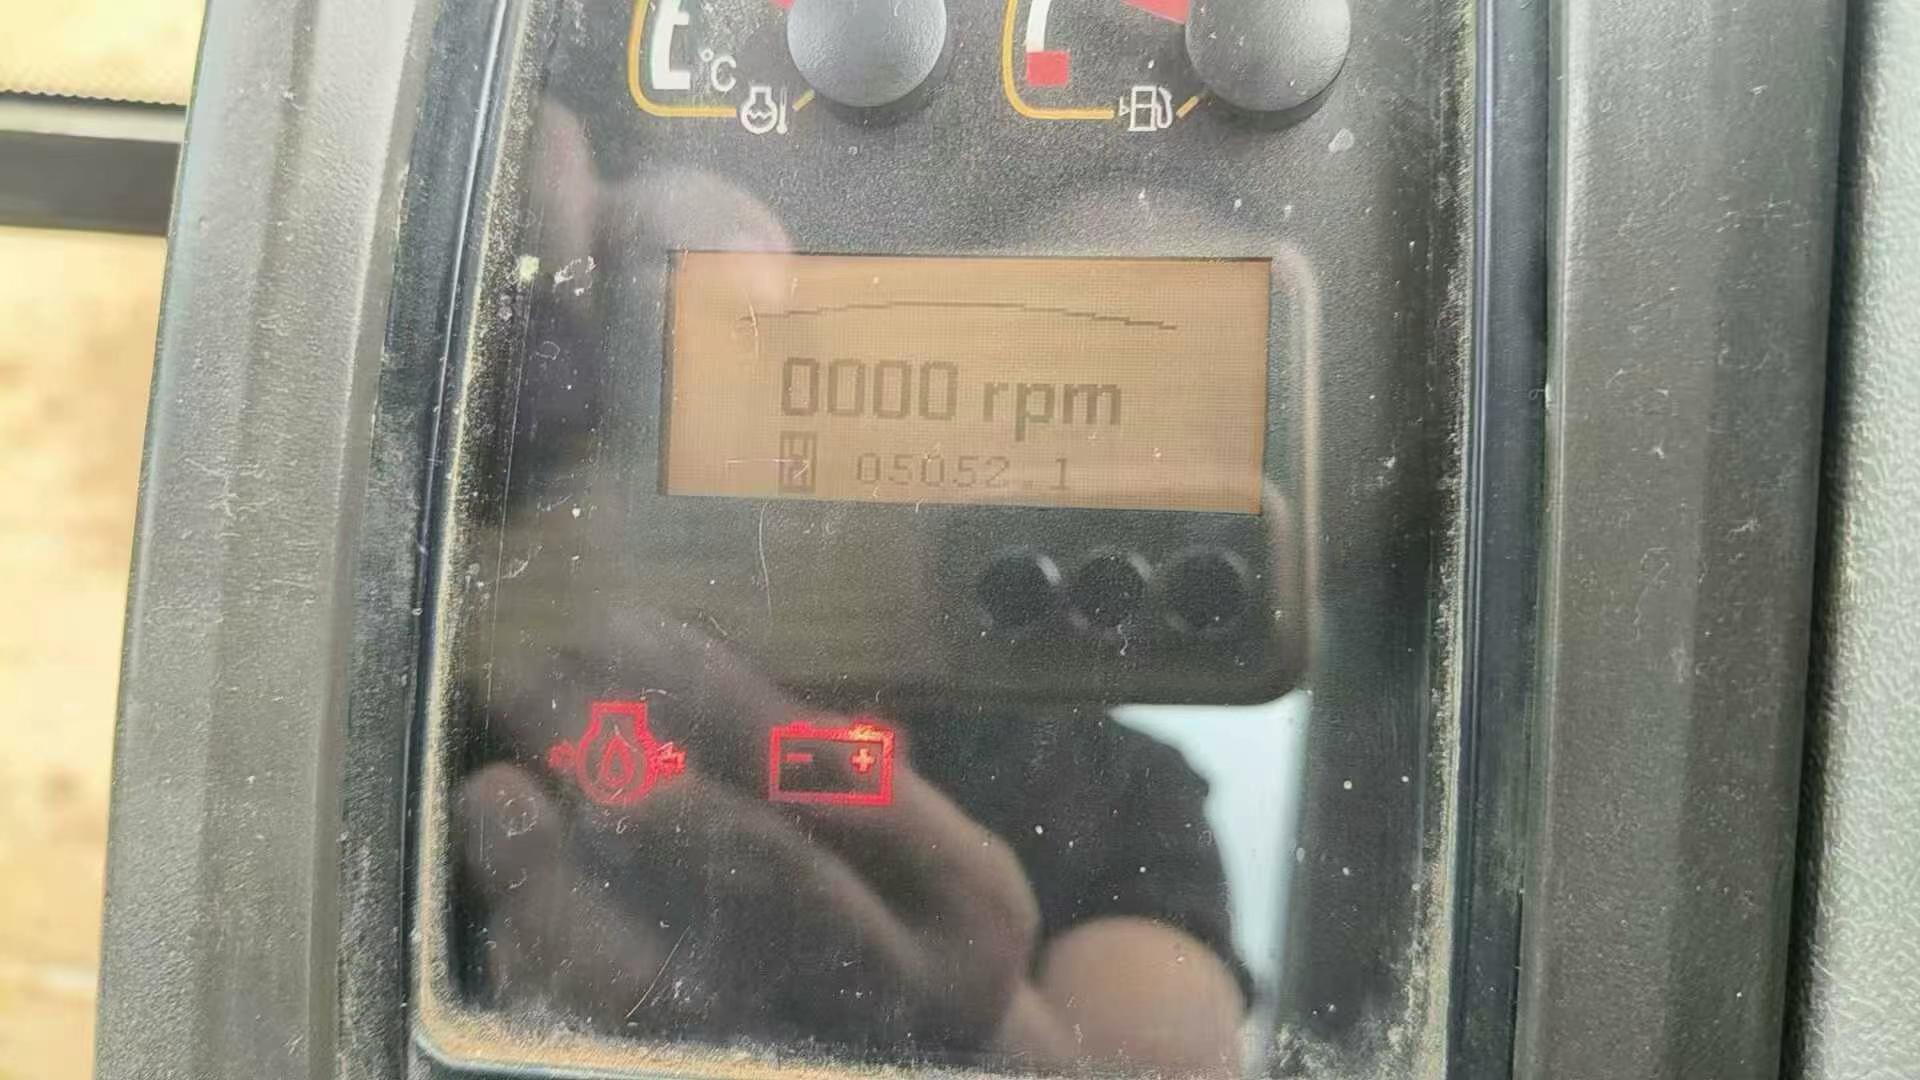 °C
0000 rpm
05052.1
- +